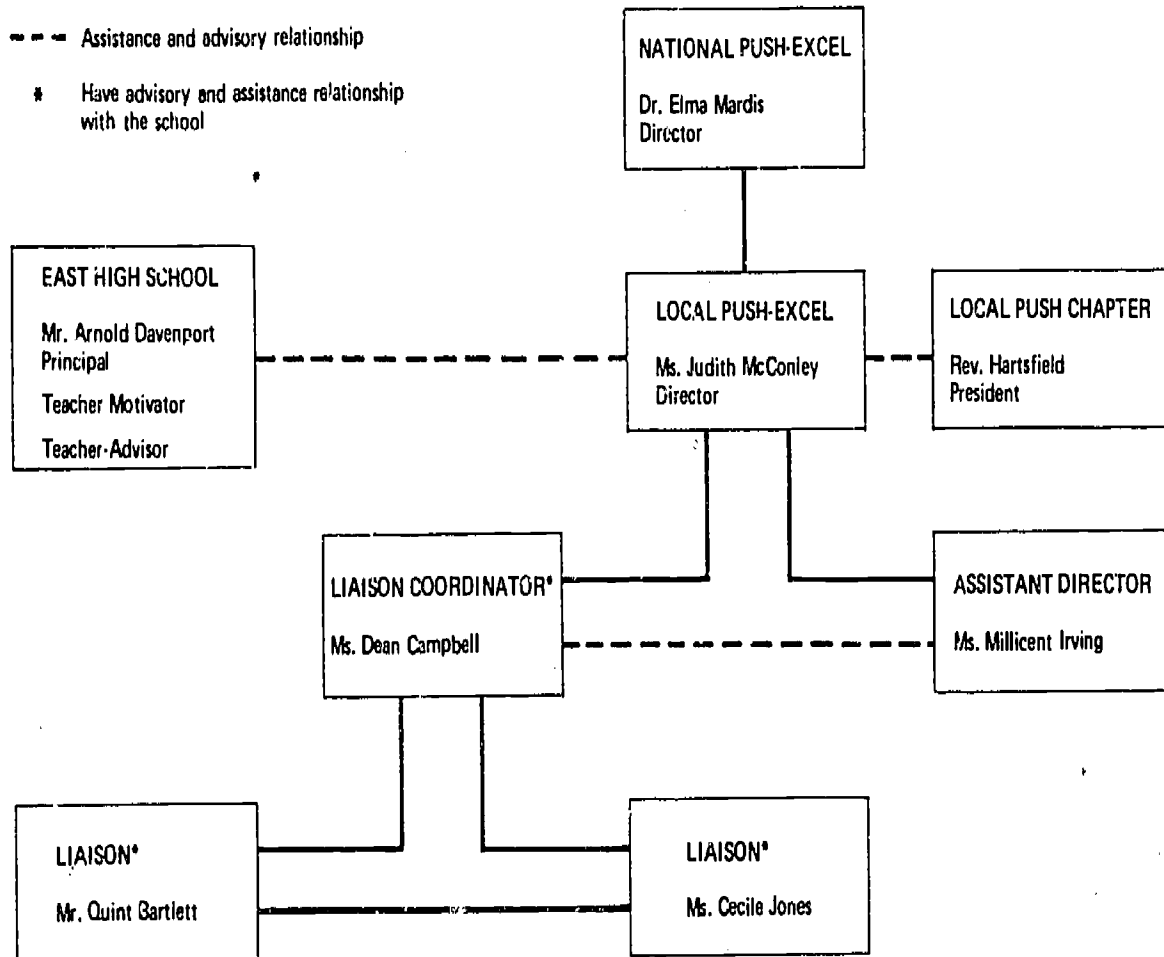 --- Assistance and advisory relationship
* Have advisory and assistance relationship
with the school
NATIONAL PUSH-EXCEL
Dr. Elma Mardis
Director
EAST HIGH SCHOOL
Mr. Arnold Davenport
Principal
Teacher Motivator
Teacher-Advisor
LOCAL PUSH-EXCEL
Ms. Judith McConley
Director
LOCAL PUSH CHAPTER
Rev. Hartsfield
President
LIAISON COORDINATOR*
Ms. Dean Campbell
ASSISTANT DIRECTOR
Ms. Millicent Irving
LIAISON*
Mr. Quint Bartlett
LIAISON*
Ms. Cecile Jones